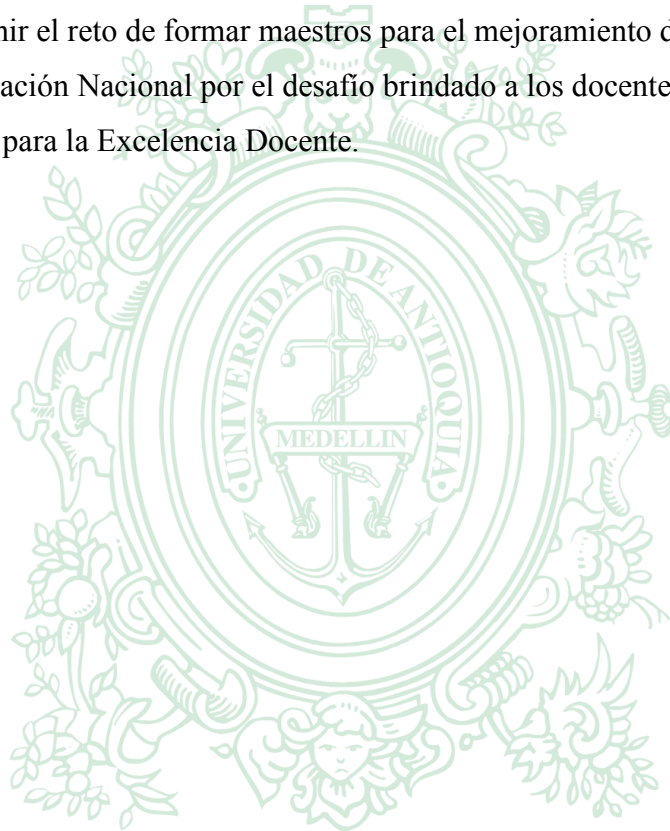 nir el reto de formar maestros para el mejoramiento d
ación Nacional por el desafío brindado a los docente
para la Excelencia Docente.
UNIVERSIDAD DE ANTIOQUIA
MEDELLIN